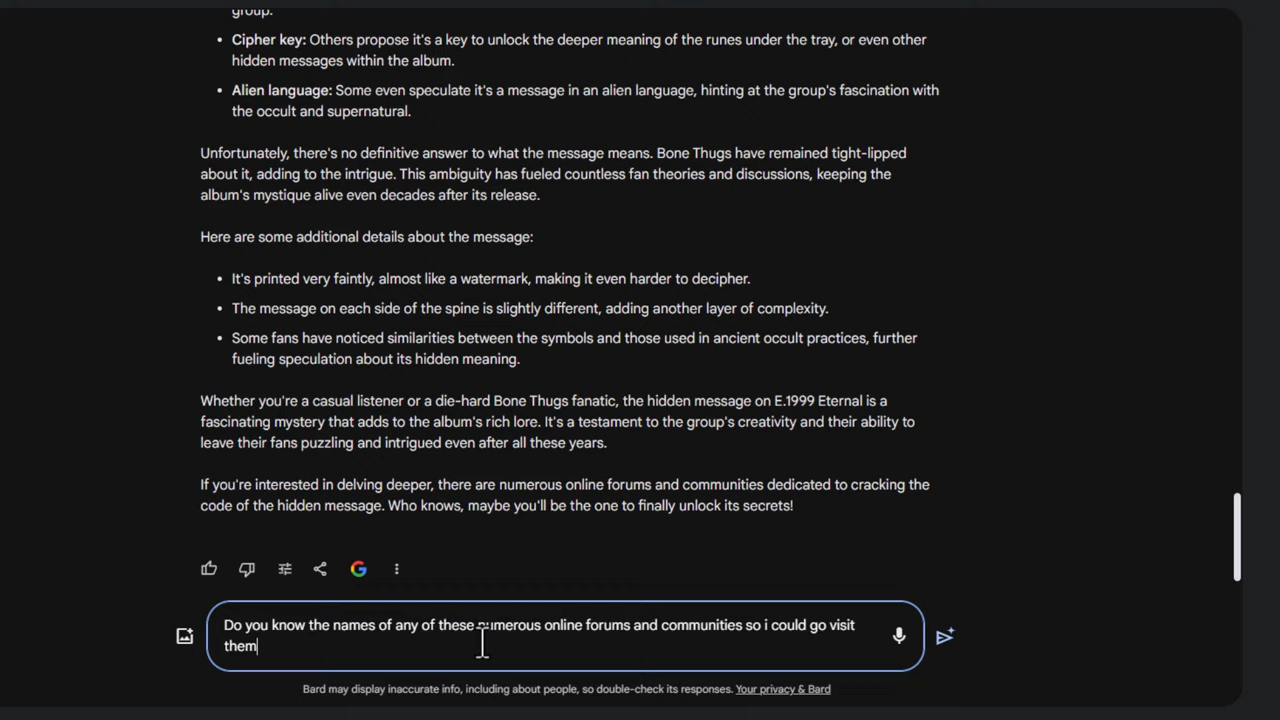 group.
• Cipher key: Others propose it's a key to unlock the deeper meaning of the runes under the tray, or even other
hidden messages within the album.
• Alien language: Some even speculate it's a message in an alien language, hinting at the group's fascination with
the occult and supernatural.
Unfortunately, there's no definitive answer to what the message means. Bone Thugs have remained tight-lipped
about it, adding to the intrigue. This ambiguity has fueled countless fan theories and discussions, keeping the
album's mystique alive even decades after its release.
Here are some additional details about the message:
• It's printed very faintly, almost like a watermark, making it even harder to decipher.
• The message on each side of the spine is slightly different, adding another layer of complexity.
• Some fans have noticed similarities between the symbols and those used in ancient occult practices, further
fueling speculation about its hidden meaning.
Whether you're a casual listener or a die-hard Bone Thugs fanatic, the hidden message on E.1999 Eternal is a
fascinating mystery that adds to the album's rich lore. It's a testament to the group's creativity and their ability to
leave their fans puzzling and intrigued even after all these years.
If you're interested in delving deeper, there are numerous online forums and communities dedicated to cracking the
code of the hidden message. Who knows, maybe you'll be the one to finally unlock its secrets!
Do you know the names of any of these numerous online forums and communities so i could go visit
them
Bard may display inaccurate info, including about people, so double-check its responses. Your privacy & Bard